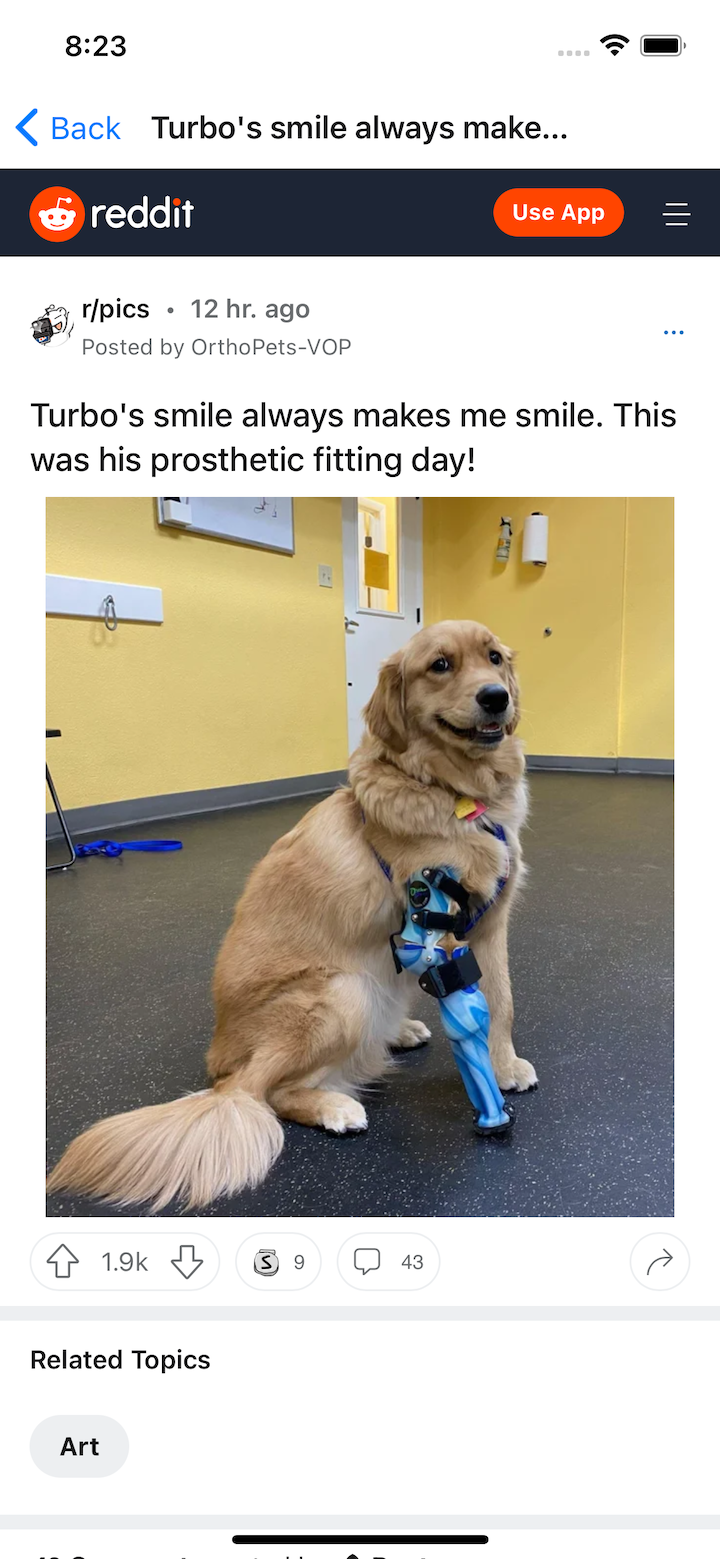 8:23
Back Turbo's smile always make...
reddit Use App
r/pics • 12 hr. ago
Posted by OrthoPets-VOP
Turbo's smile always makes me smile. This
was his prosthetic fitting day!
1.9k S 9 43
Related Topics
Art